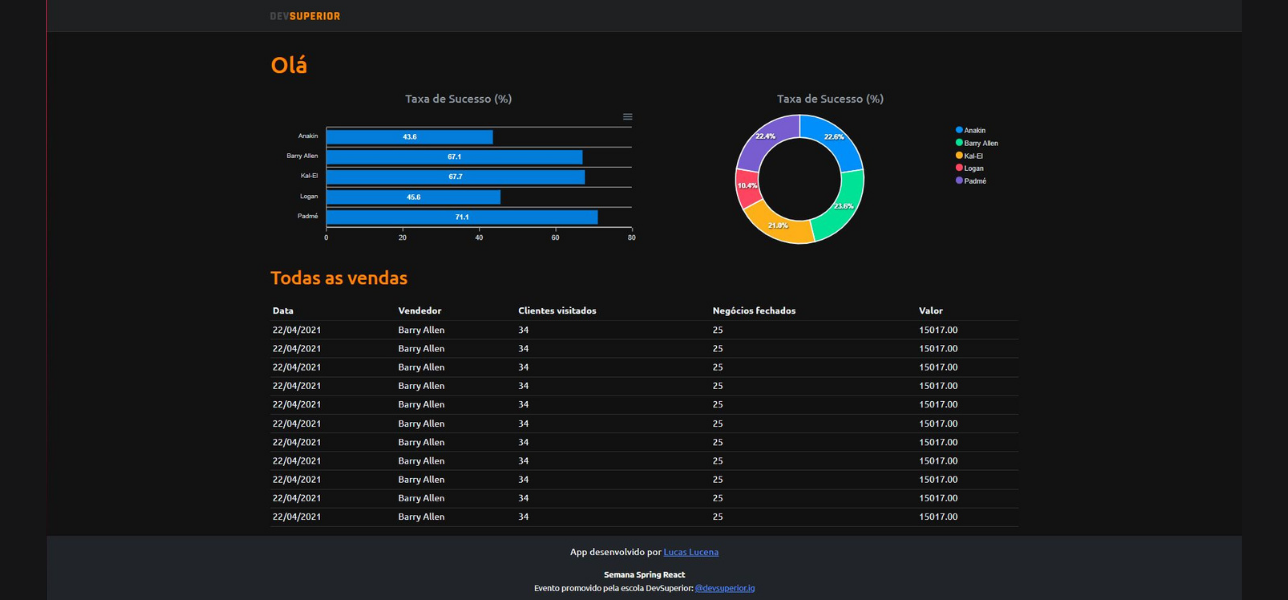 DEVSUPERIOR
Olá
Taxa de Sucesso (%)
Anakin 43.6
Barry Allen 67.1
Kal-El 67.7
Logan 45.6
Padmé 71.1
0 20 40 60 80
Taxa de Sucesso (%)
22.4% 22.6%
10.4%
23.6%
21.0%
Anakin
Barry Allen
Kal-El
Logan
Padmé
Todas as vendas
Data Vendedor Clientes visitados Negócios fechados Valor
22/04/2021 Barry Allen 34 25 15017.00
22/04/2021 Barry Allen 34 25 15017.00
22/04/2021 Barry Allen 34 25 15017.00
22/04/2021 Barry Allen 34 25 15017.00
22/04/2021 Barry Allen 34 25 15017.00
22/04/2021 Barry Allen 34 25 15017.00
22/04/2021 Barry Allen 34 25 15017.00
22/04/2021 Barry Allen 34 25 15017.00
22/04/2021 Barry Allen 34 25 15017.00
22/04/2021 Barry Allen 34 25 15017.00
22/04/2021 Barry Allen 34 25 15017.00
App desenvolvido por Lucas Lucena
Semana Spring React
Evento promovido pela escola DevSuperior: @devsuperior.ig